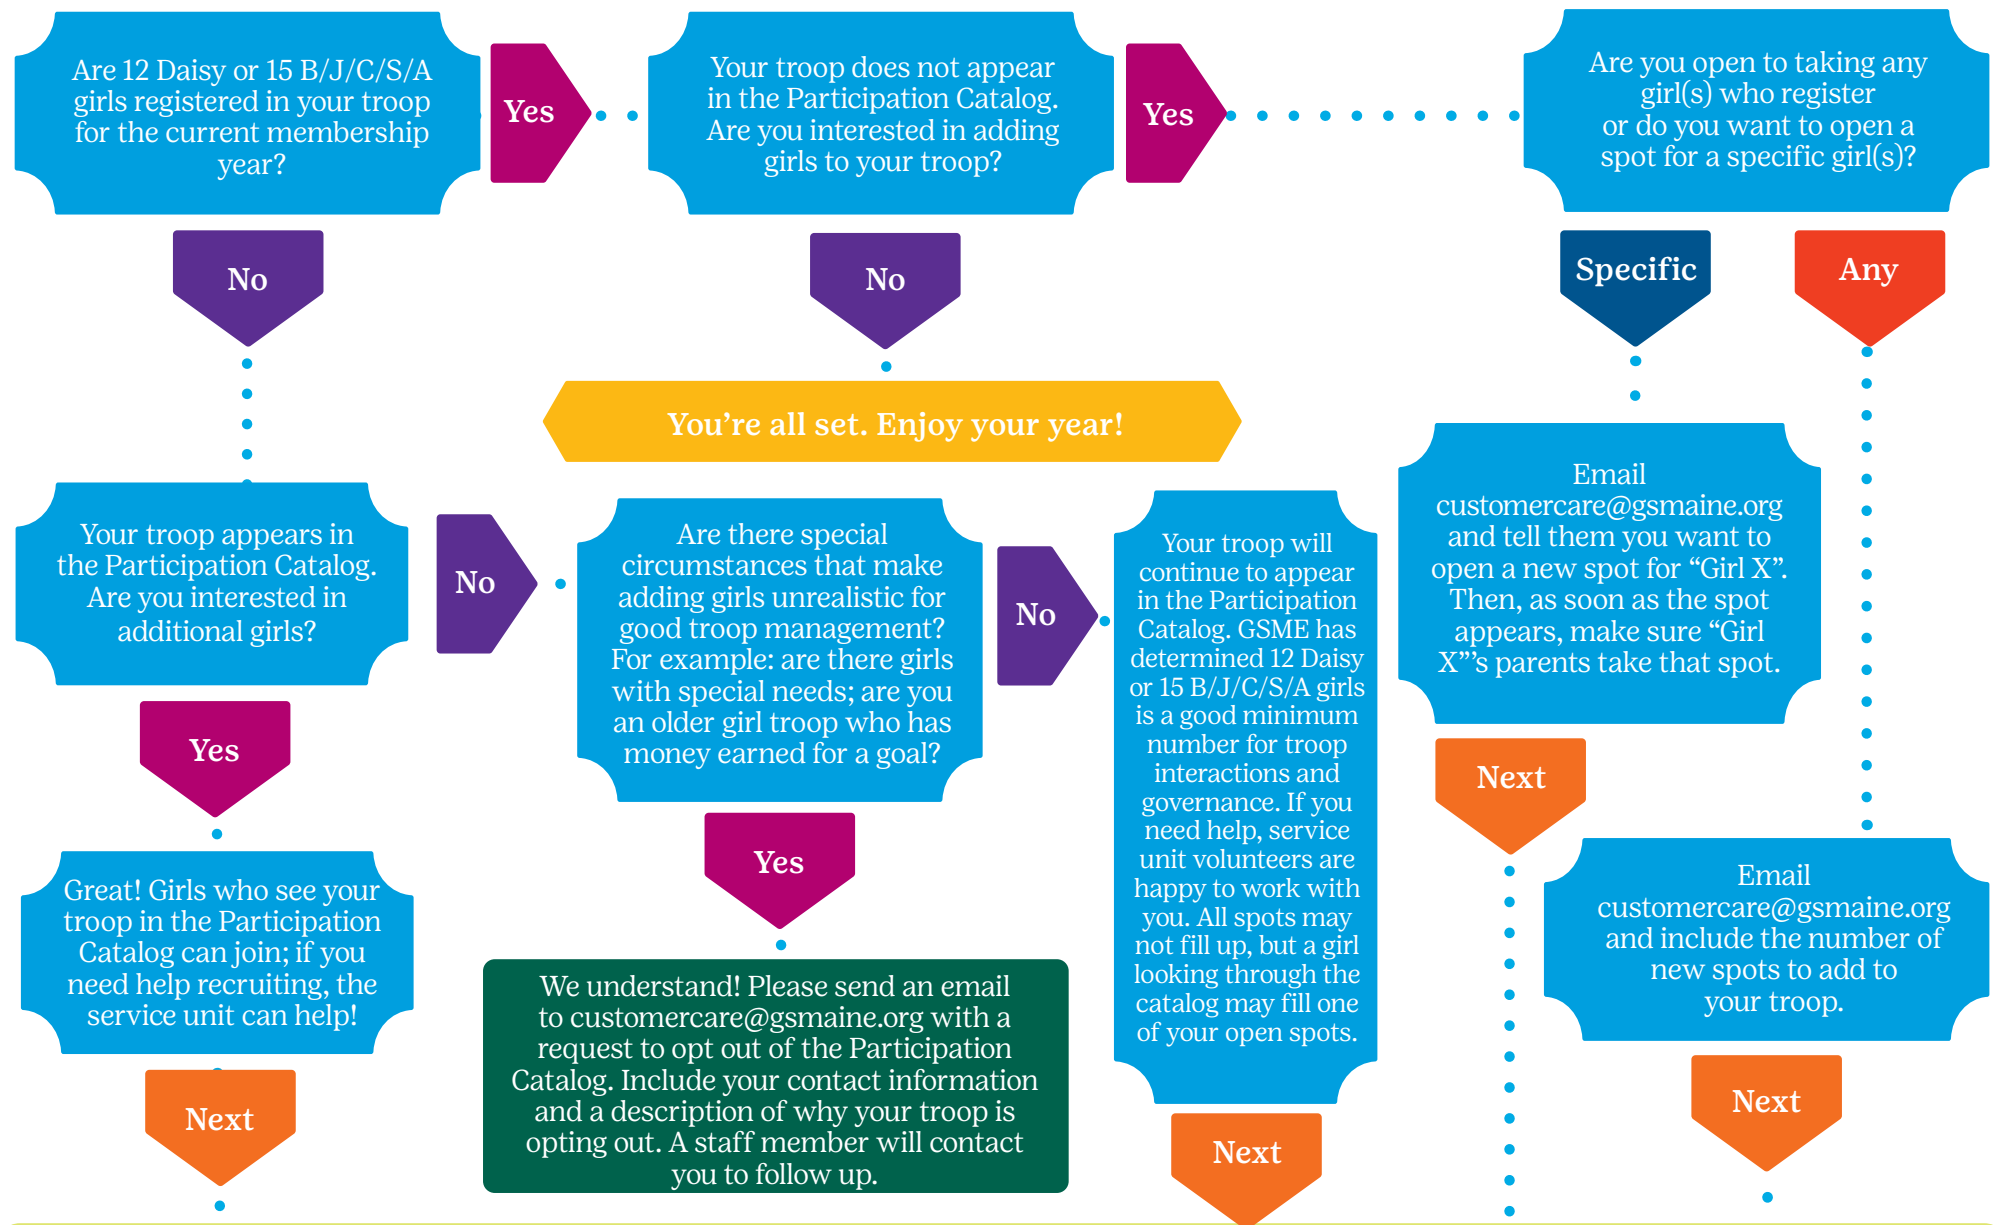 Are 12 Daisy or 15 B/J/C/S/A
girls registered in your troop
for the current membership
year?
Yes
Your troop does not appear
in the Participation Catalog.
Are you interested in adding
girls to your troop?
Yes
Are you open to taking any
girl(s) who register
or do you want to open a
spot for a specific girl(s)?
No
No
Specific
Any
You’re all set. Enjoy your year!
Your troop appears in
the Participation Catalog.
Are you interested in
additional girls?
No
Are there special
circumstances that make
adding girls unrealistic for
good troop management?
For example: are there girls
with special needs; are you
an older girl troop who has
money earned for a goal?
No
Your troop will
continue to appear
in the Participation
Catalog. GSME has
determined 12 Daisy
or 15 B/J/C/S/A girls
is a good minimum
number for troop
interactions and
governance. If you
need help, service
unit volunteers are
happy to work with
you. All spots may
not fill up, but a girl
looking through the
catalog may fill one
of your open spots.
Email
customercare@gsmaine.org
and tell them you want to
open a new spot for “Girl X”.
Then, as soon as the spot
appears, make sure “Girl
X”’s parents take that spot.
Yes
Yes
Next
Great! Girls who see your
troop in the Participation
Catalog can join; if you
need help recruiting, the
service unit can help!
We understand! Please send an email
to customercare@gsmaine.org with a
request to opt out of the Participation
Catalog. Include your contact information
and a description of why your troop is
opting out. A staff member will contact
you to follow up.
Email
customercare@gsmaine.org
and include the number of
new spots to add to
your troop.
Next
Next
Next